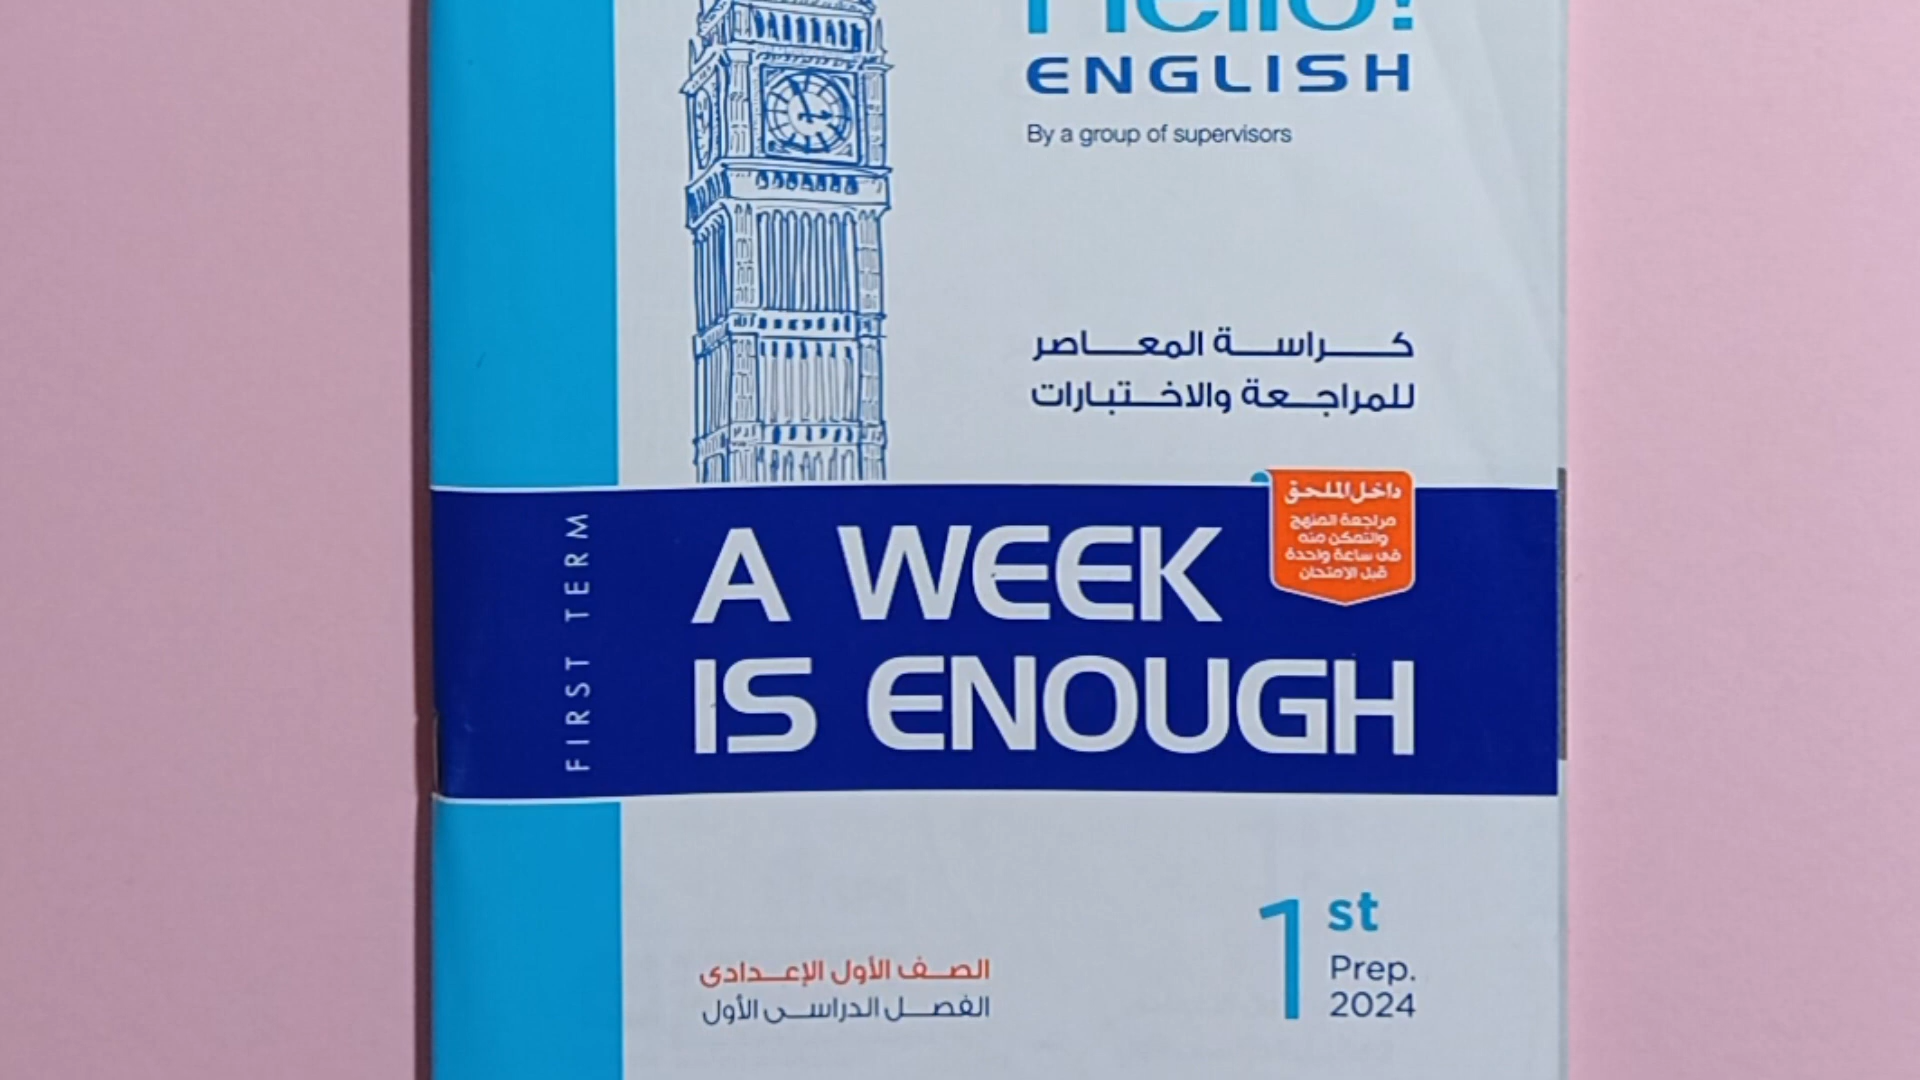 Hello!
ENGLISH
By a group of supervisors
كراسة المعاصر
للمراجعة والاختبارات
داخل الملحق
مراجعة المنهج
والتمكن منه
فى ساعة واحدة
قبل الامتحان
FIRST TERM
A WEEK
IS ENOUGH
1st
Prep.
2024
الصف الأول الإعدادى
الفصل الدراسى الأول